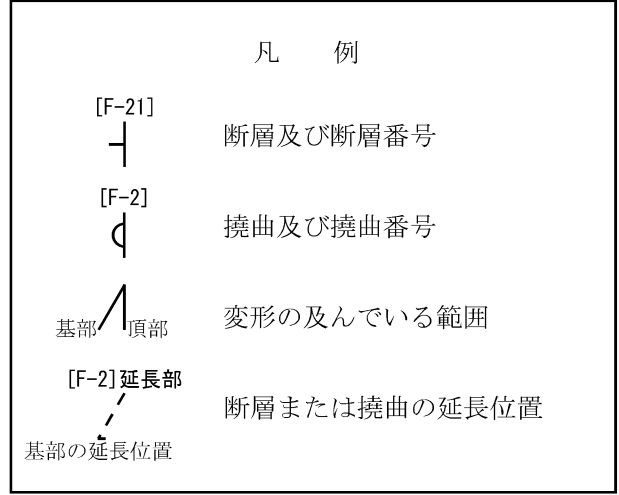 凡 例
[F-21]
断層及び断層番号
[F-2]
撓曲及び撓曲番号
基部 頂部
変形の及んでいる範囲
[F-2]延長部
断層または撓曲の延長位置
基部の延長位置